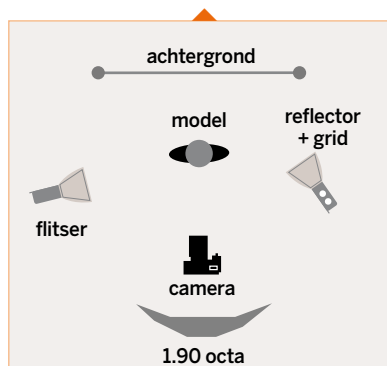 achtergrond
model
reflector
+ grid
flitser
camera
1.90 octa